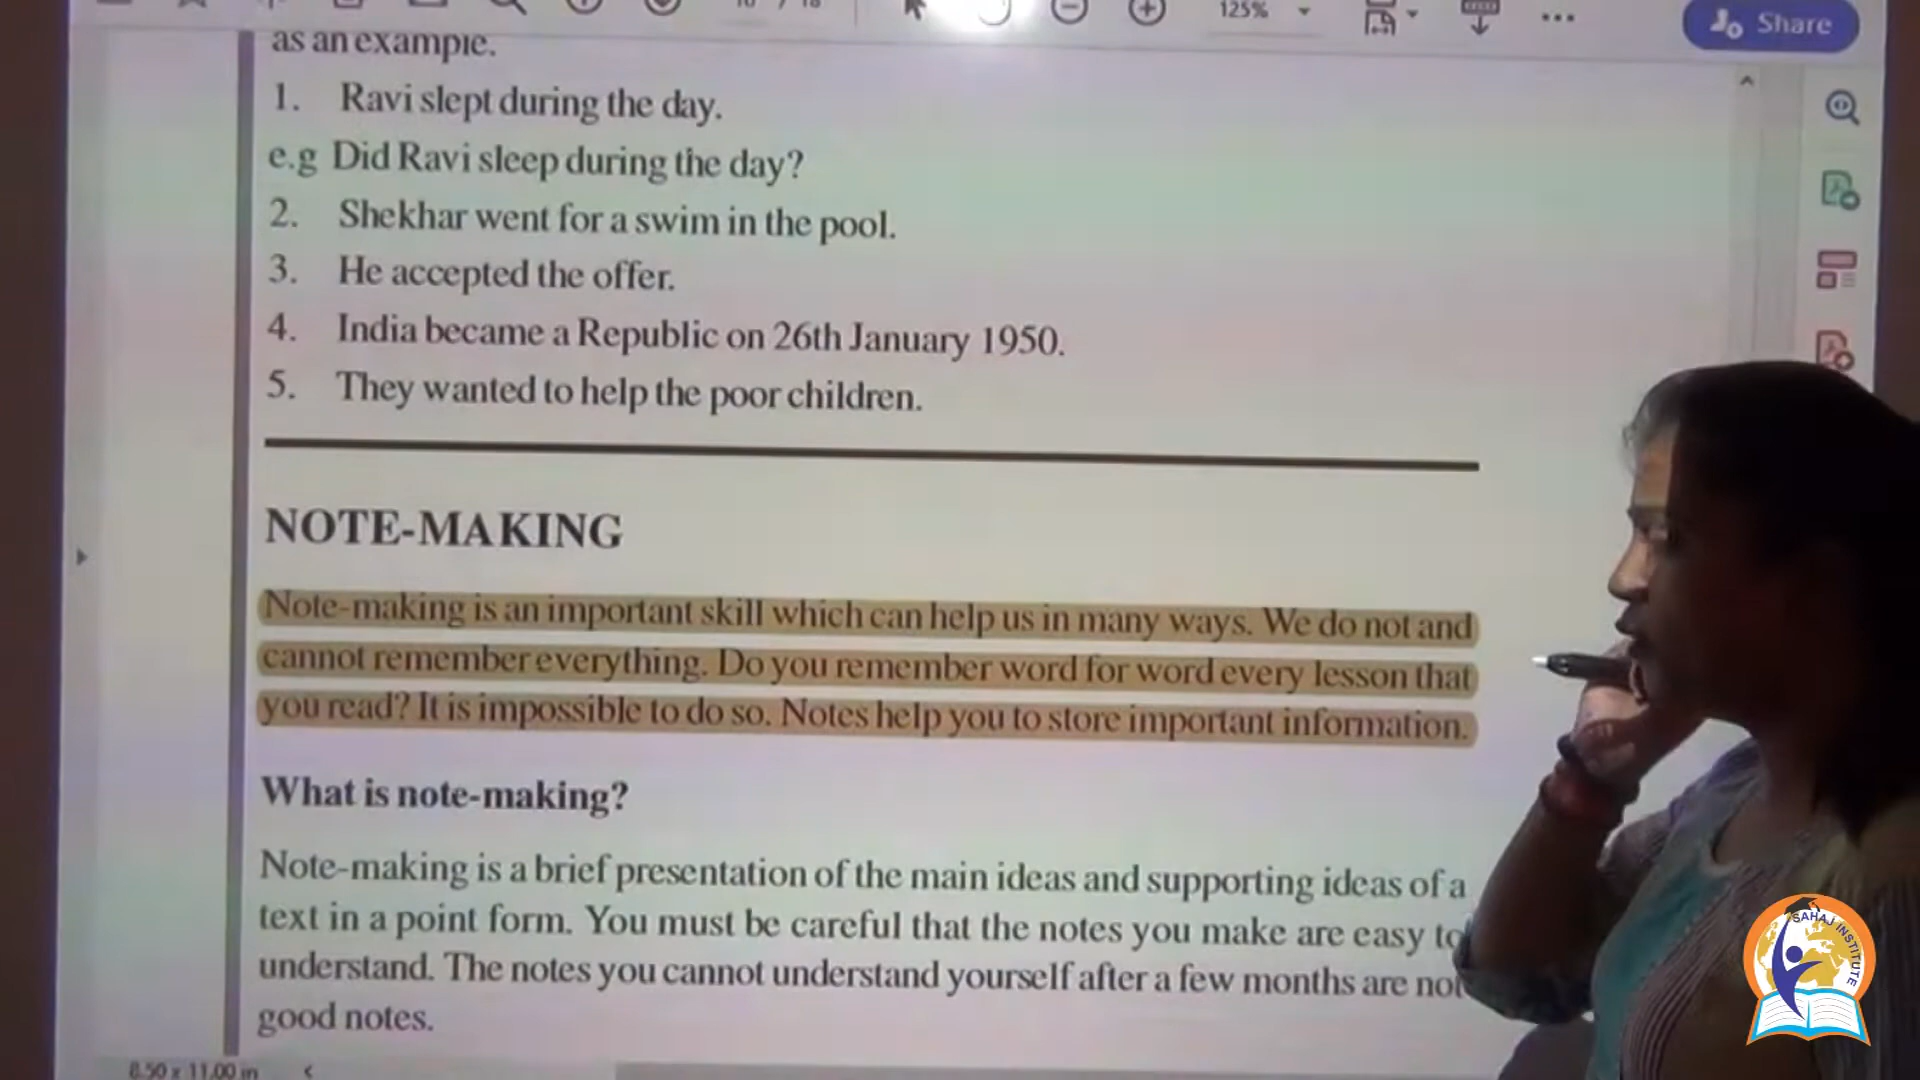 125%
Share
as an example.
1. Ravi slept during the day.
e.g Did Ravi sleep during the day?
2. Shekhar went for a swim in the pool.
3. He accepted the offer.
4. India became a Republic on 26th January 1950.
5. They wanted to help the poor children.
NOTE-MAKING
Note-making is an important skill which can help us in many ways. We do not and
cannot remember everything. Do you remember word for word every lesson that
you read? It is impossible to do so. Notes help you to store important information.
What is note-making?
Note-making is a brief presentation of the main ideas and supporting ideas of a
text in a point form. You must be careful that the notes you make are easy to
understand. The notes you cannot understand yourself after a few months are not
good notes.
8.50 x 11.00 in
SAHAJ INSTITUTE